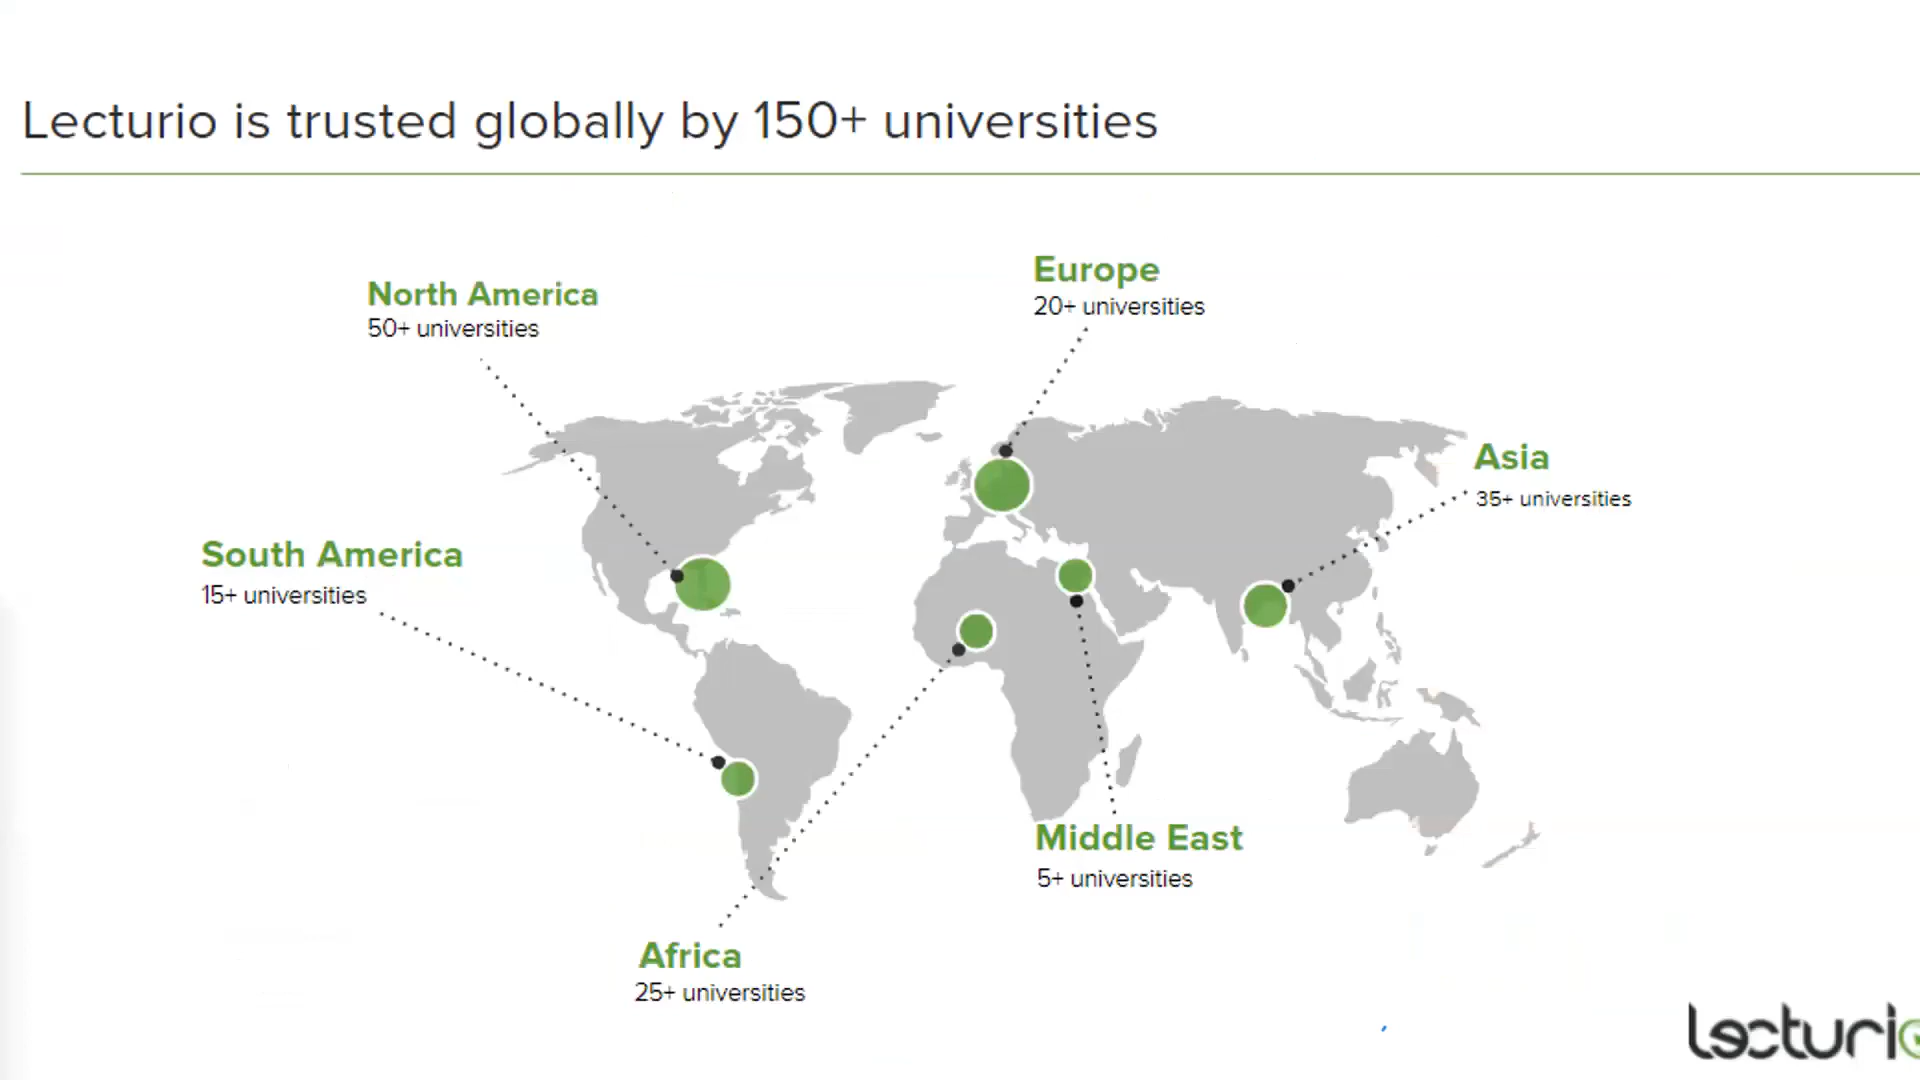 Lecturio is trusted globally by 150+ universities
Europe
20+ universities
North America
50+ universities
Asia
35+ universities
South America
15+ universities
Middle East
5+ universities
Africa
25+ universities
lecturio